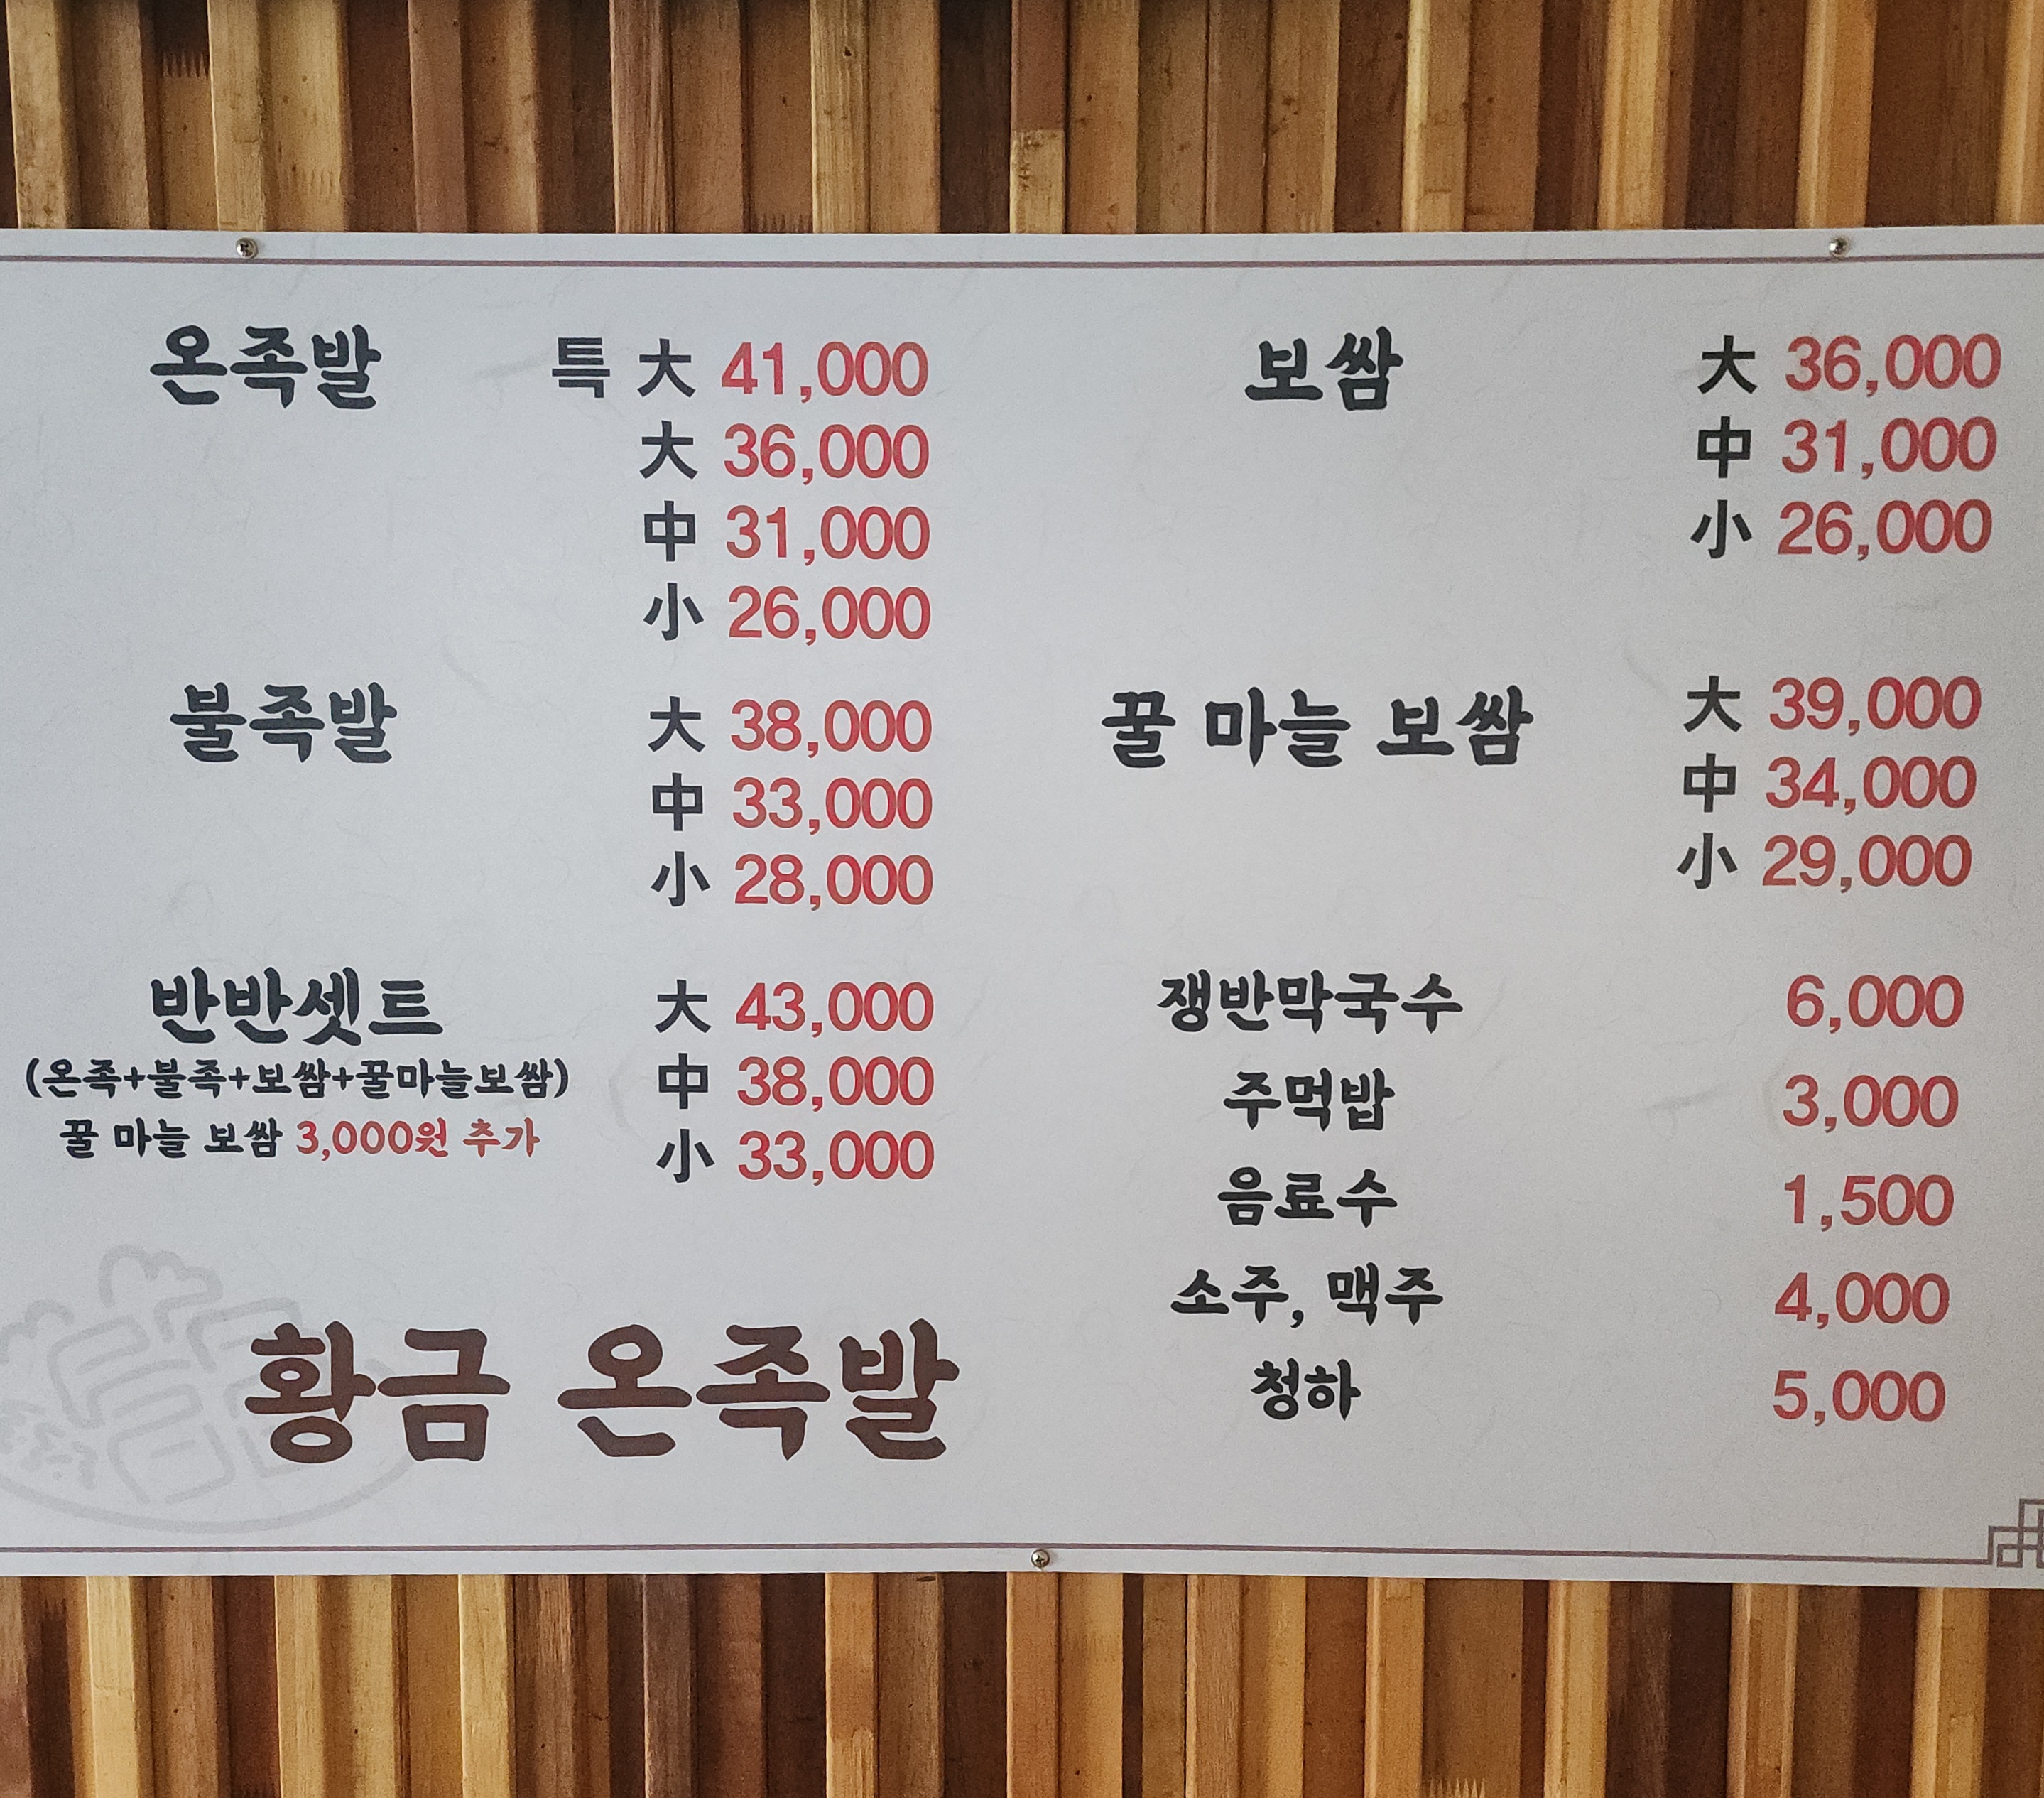 온족발 특 大 41,000
大 36,000
中 31,000
小 26,000
불족발 大 38,000
中 33,000
小 28,000
반반셋트 大 43,000
(온족+불족+보쌈+꿀마늘보쌈) 中 38,000
꿀 마늘 보쌈 3,000원 추가 小 33,000
황금 온족발
보쌈 大 36,000
中 31,000
小 26,000
꿀 마늘 보쌈 大 39,000
中 34,000
小 29,000
쟁반막국수 6,000
주먹밥 3,000
음료수 1,500
소주, 맥주 4,000
청하 5,000